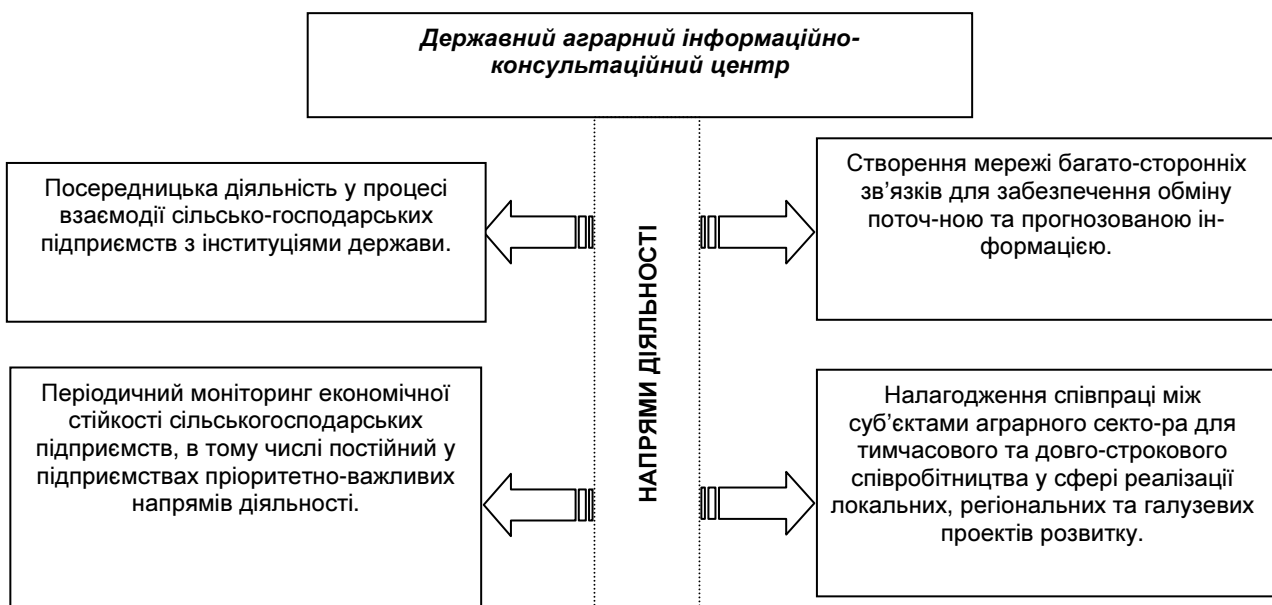 Державний аграрний інформаційно-
консультаційний центр
Посередницька діяльність у процесі
взаємодії сільсько-господарських
підприємств з інституціями держави.
Створення мережі багато-сторонніх
зв’язків для забезпечення обміну
поточ-ною та прогнозованою ін-
формацією.
НАПРЯМИ ДІЯЛЬНОСТІ
Періодичний моніторинг економічної
стійкості сільськогосподарських
підприємств, в тому числі постійний у
підприємствах пріоритетно-важливих
напрямів діяльності.
Налагодження співпраці між
суб’єктами аграрного секто-ра для
тимчасового та довго-строкового
співробітництва у сфері реалізації
локальних, регіональних та галузевих
проектів розвитку.